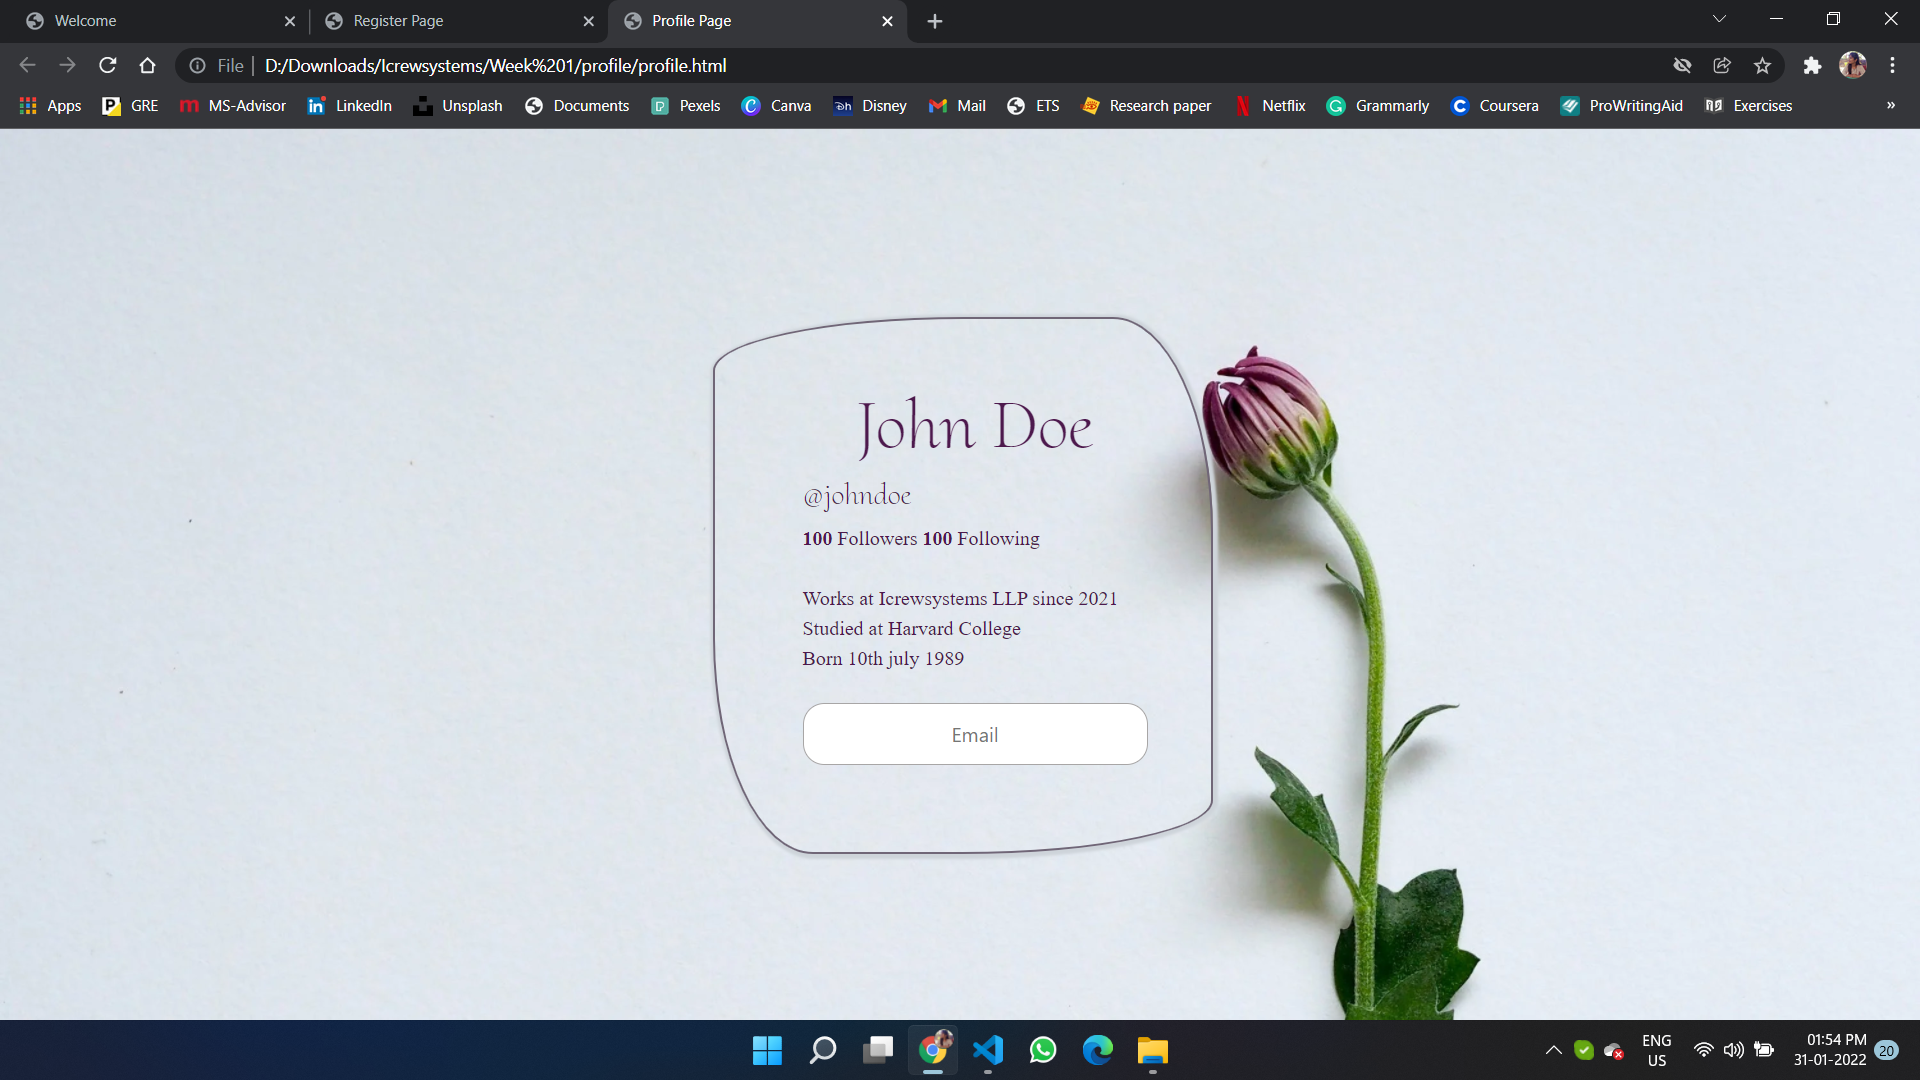 Welcome
Register Page
Profile Page
File
D:/Downloads/Icrewsystems/Week%201/profile/profile.html
Apps
GRE
MS-Advisor
LinkedIn
Unsplash
Documents
Pexels
Canva
Disney
Mail
ETS
Research paper
Netflix
Grammarly
Coursera
ProWritingAid
Exercises
»
John Doe
@johndoe
100 Followers 100 Following
Works at Icrewsystems LLP since 2021
Studied at Harvard College
Born 10th july 1989
Email
ENG
US
01:54 PM
31-01-2022
20